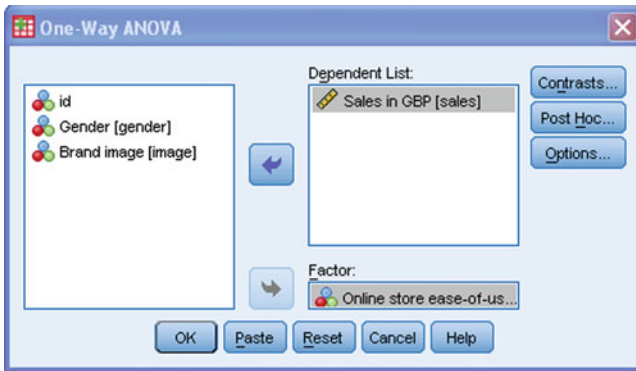 One-Way ANOVA
id
Gender [gender]
Brand image [image]
Dependent List:
Sales in GBP [sales]
Factor:
Online store ease-of-us...
Contrasts...
Post Hoc...
Options...
OK
Paste
Reset
Cancel
Help